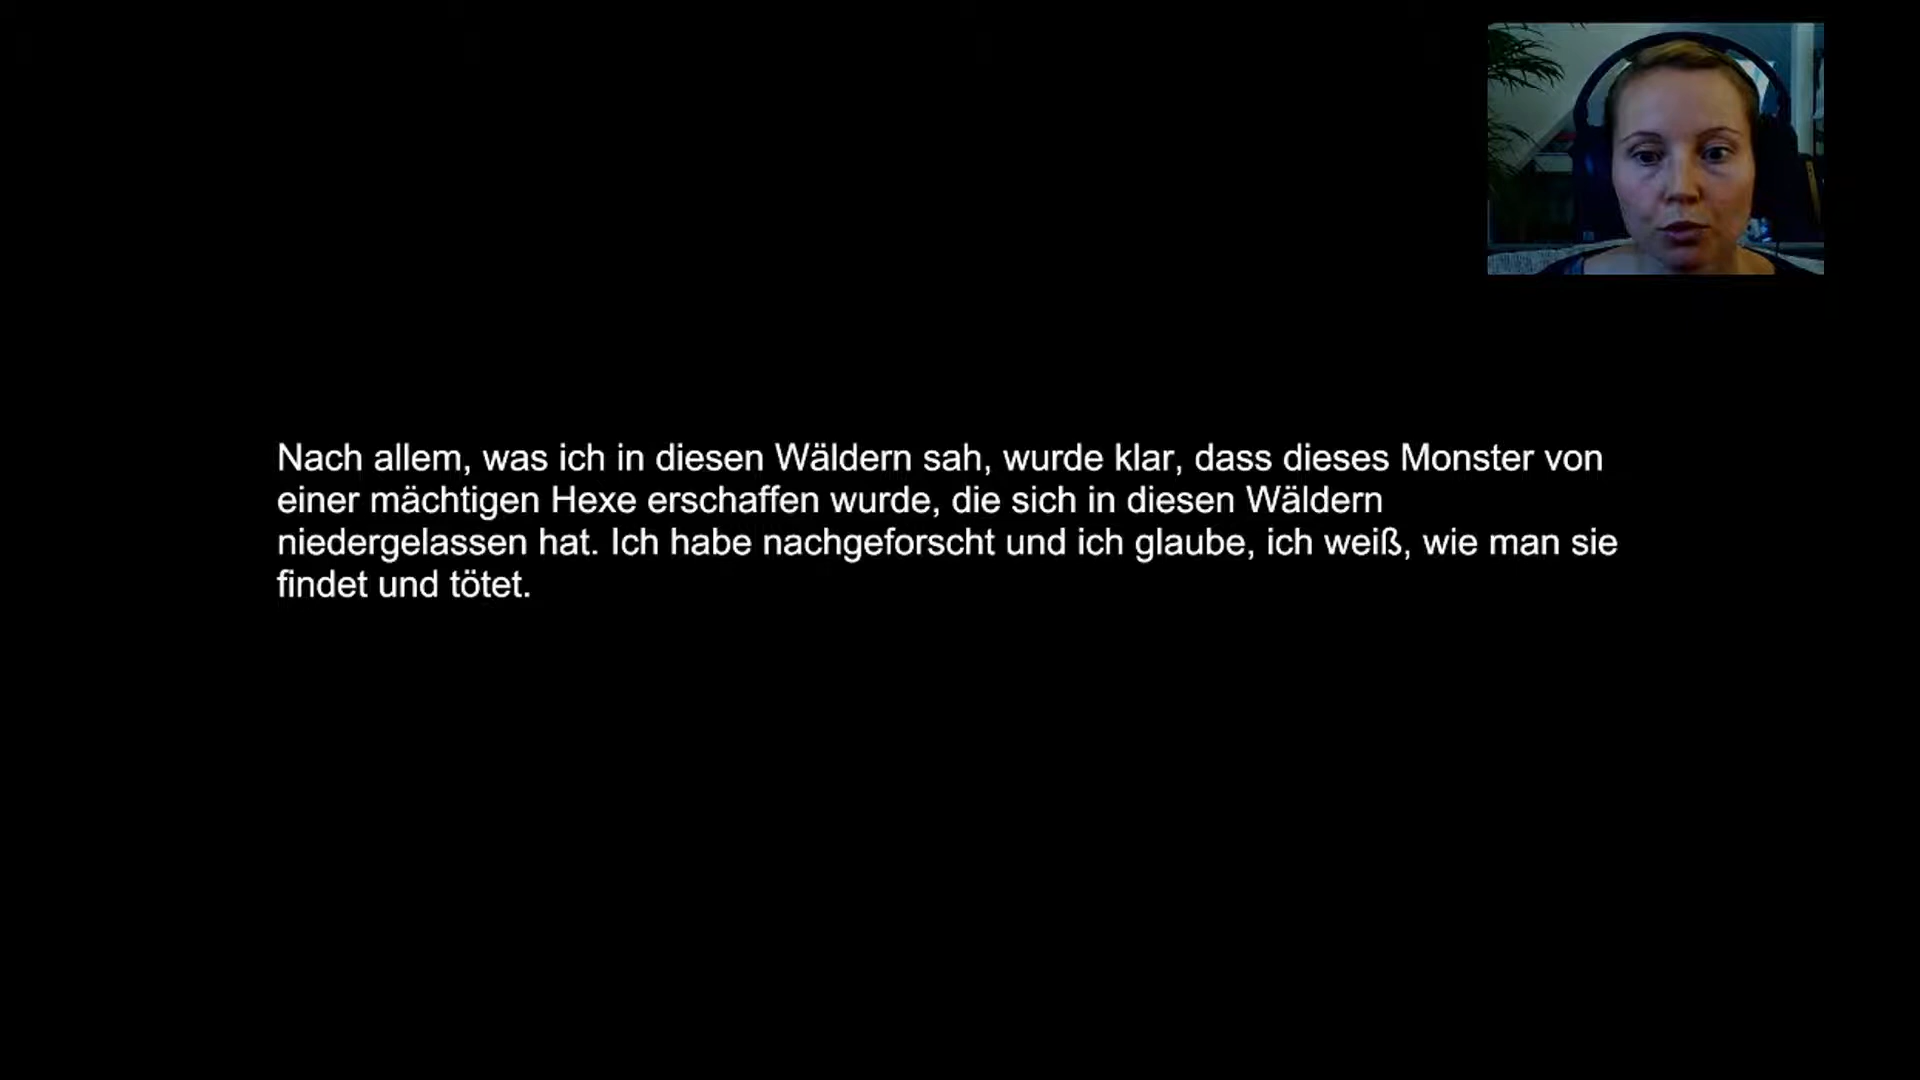 Nach allem, was ich in diesen Wäldern sah, wurde klar, dass dieses Monster von
einer mächtigen Hexe erschaffen wurde, die sich in diesen Wäldern
niedergelassen hat. Ich habe nachgeforscht und ich glaube, ich weiß, wie man sie
findet und tötet.